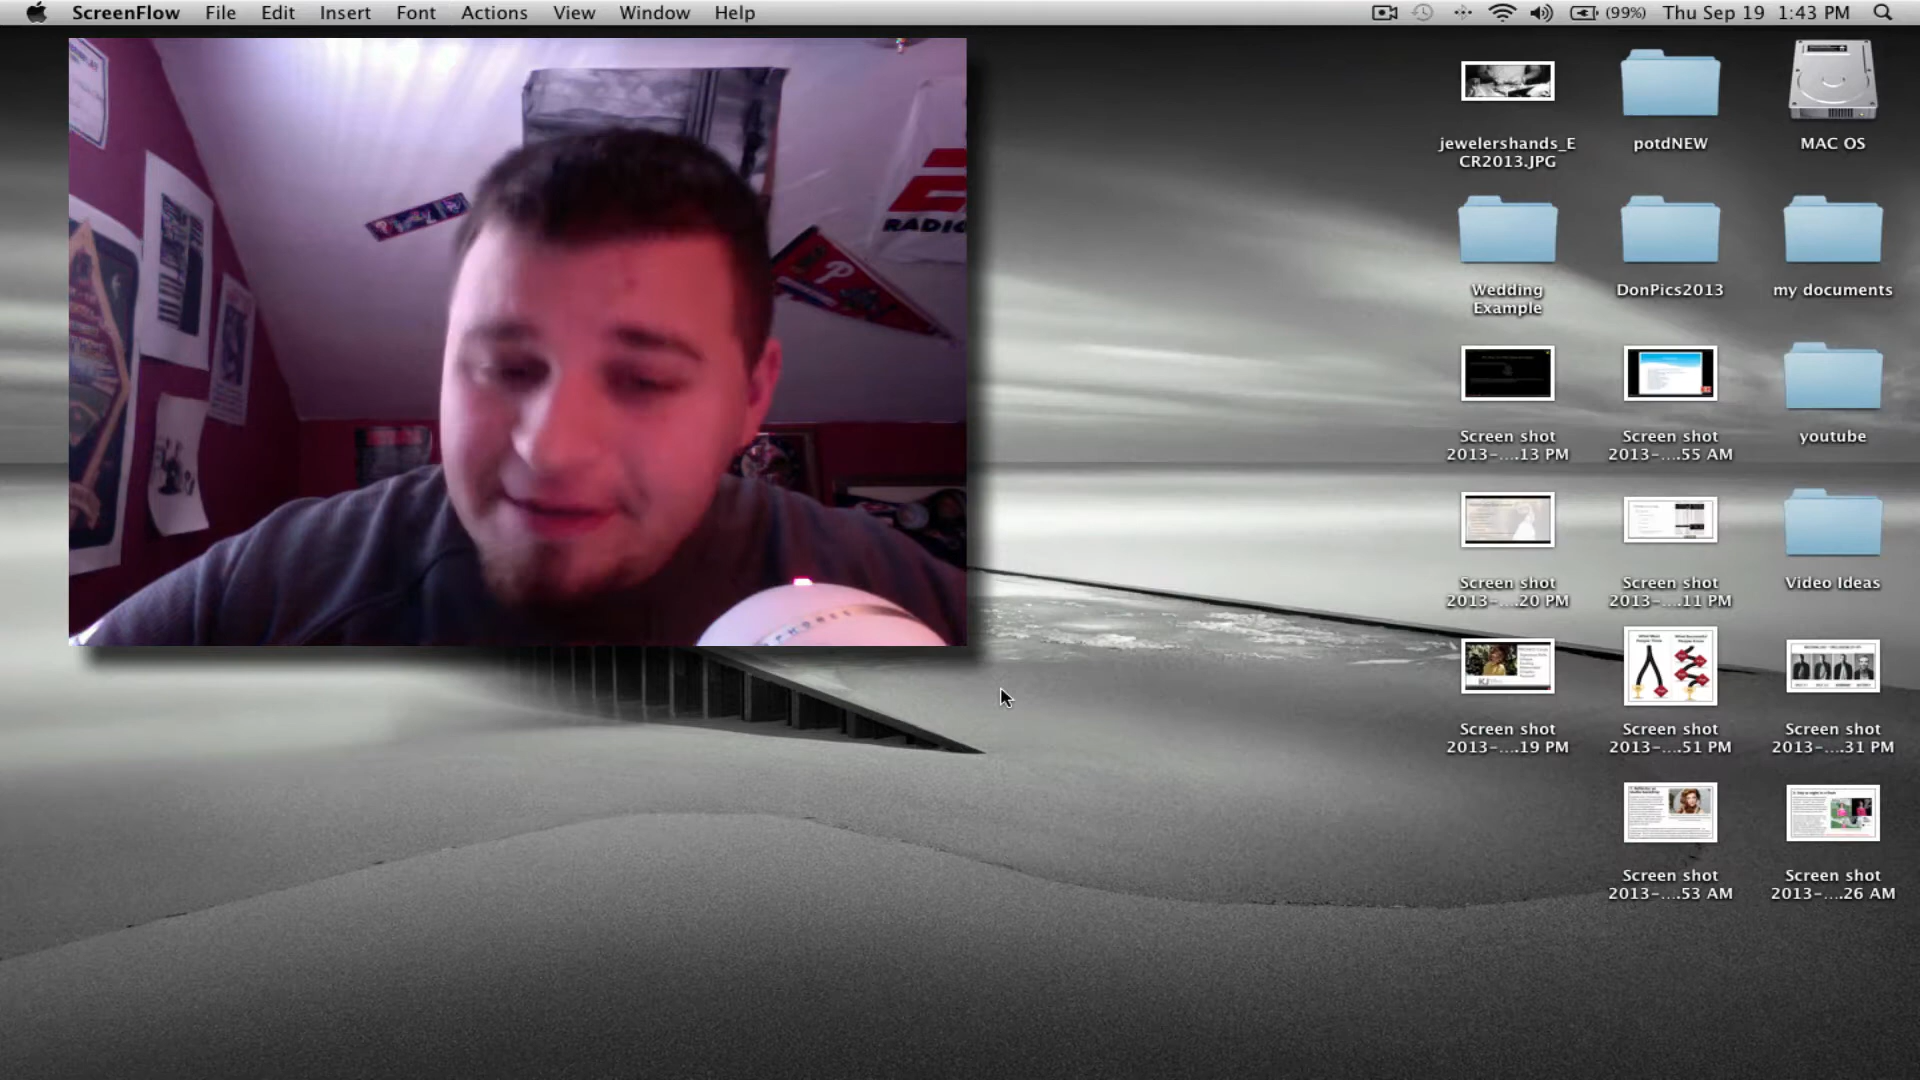 ScreenFlow File Edit Insert Font Actions View Window Help (99%) Thu Sep 19 1:43 PM
RADIO
P
jewelershands_E
CR2013.JPG
potdNEW
MAC OS
Wedding
Example
DonPics2013
my documents
Screen shot
2013-....13 PM
Screen shot
2013-....55 AM
youtube
Screen shot
2013-....20 PM
Screen shot
2013-....11 PM
Video Ideas
Screen shot
2013-....19 PM
Screen shot
2013-....51 PM
Screen shot
2013-....31 PM
Screen shot
2013-....53 AM
Screen shot
2013-....26 AM